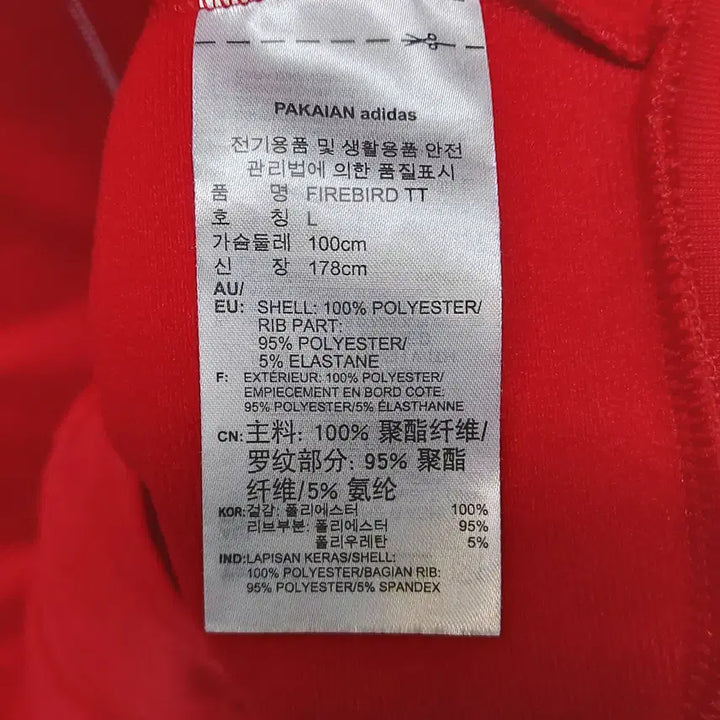 PAKAIAN adidas
전기용품 및 생활용품 안전
관리법에 의한 품질표시
품 명 FIREBIRD TT
호 칭 L
가슴둘레 100cm
신 장 178cm
AU/
EU: SHELL: 100% POLYESTER/
RIB PART:
95% POLYESTER/
5% ELASTANE
F: EXTÉRIEUR: 100% POLYESTER/
EMPIECEMENT EN BORD COTE:
95% POLYESTER/5% ÉLASTHANNE
CN: 主料: 100% 聚酯纤维/
罗纹部分: 95% 聚酯
纤维/5% 氨纶
KOR: 겉감: 폴리에스터 100%
리브부분: 폴리에스터 95%
폴리우레탄 5%
IND: LAPISAN KERAS/SHELL:
100% POLYESTER/BAGIAN RIB:
95% POLYESTER/5% SPANDEX